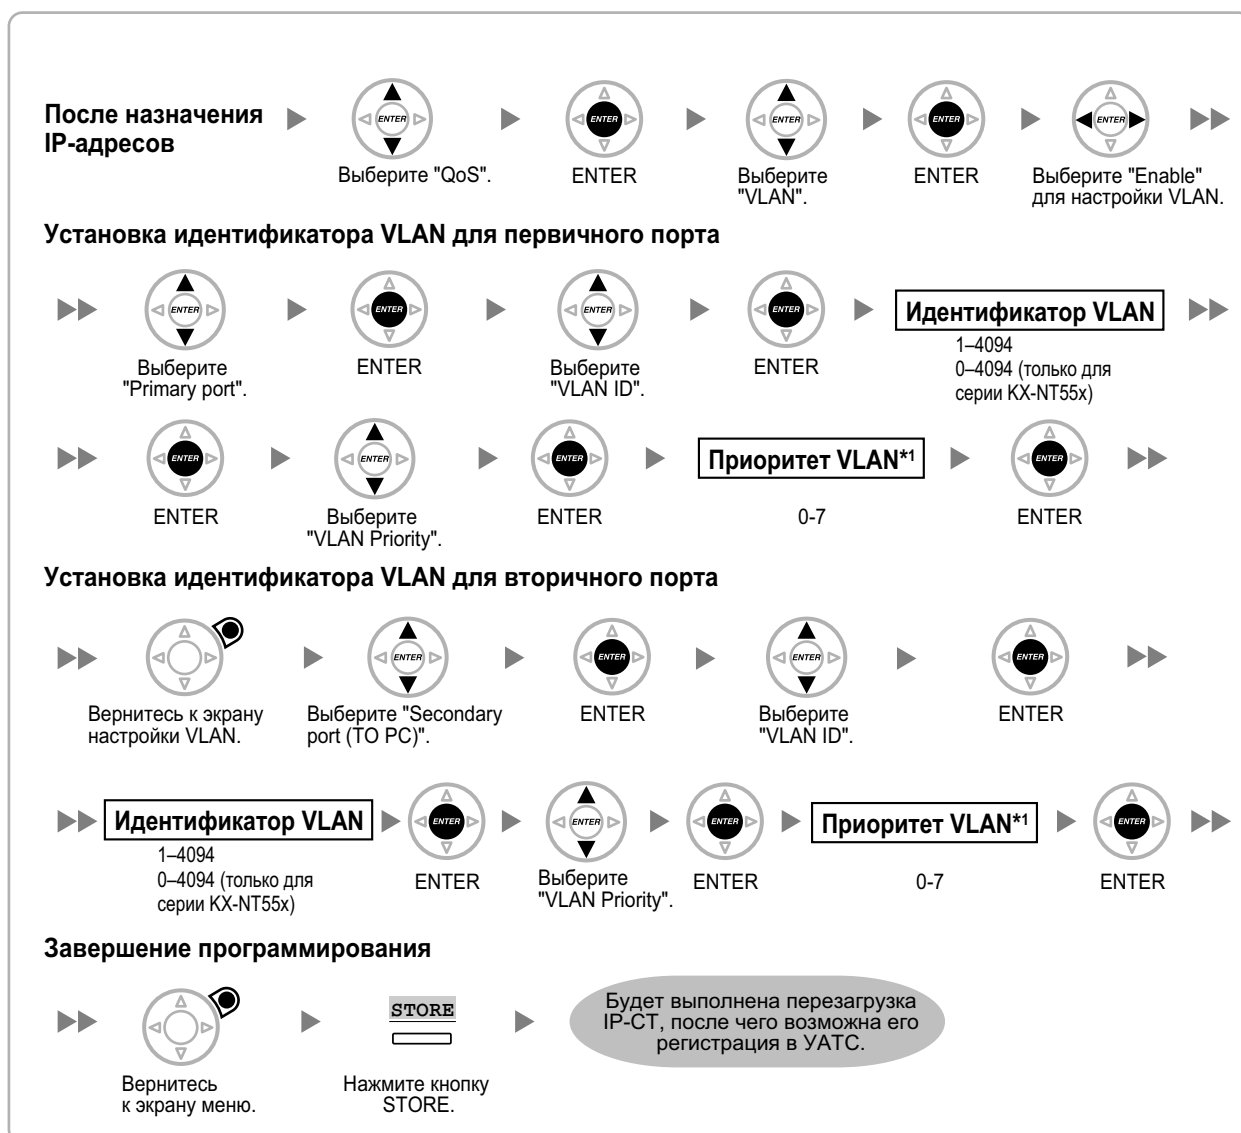 После назначения
IP-адресов
ENTER
ENTER
ENTER
ENTER
ENTER
Выберите "QoS".
ENTER
Выберите
"VLAN".
ENTER
Выберите "Enable"
для настройки VLAN.
Установка идентификатора VLAN для первичного порта
ENTER
ENTER
ENTER
ENTER
Идентификатор VLAN
Выберите
"Primary port".
ENTER
Выберите
"VLAN ID".
ENTER
1–4094
0–4094 (только для
серии KX-NT55x)
ENTER
ENTER
ENTER
Приоритет VLAN*1
ENTER
ENTER
Выберите
"VLAN Priority".
ENTER
0-7
ENTER
Установка идентификатора VLAN для вторичного порта
ENTER
ENTER
ENTER
ENTER
Вернитесь к экрану
настройки VLAN.
Выберите "Secondary
port (TO PC)".
ENTER
Выберите
"VLAN ID".
ENTER
Идентификатор VLAN
ENTER
ENTER
ENTER
Приоритет VLAN*1
ENTER
1–4094
0–4094 (только для
серии KX-NT55x)
ENTER
Выберите
"VLAN Priority".
ENTER
0-7
ENTER
Завершение программирования
STORE
Будет выполнена перезагрузка
IP-СТ, после чего возможна его
регистрация в УАТС.
Вернитесь
к экрану меню.
Нажмите кнопку
STORE.